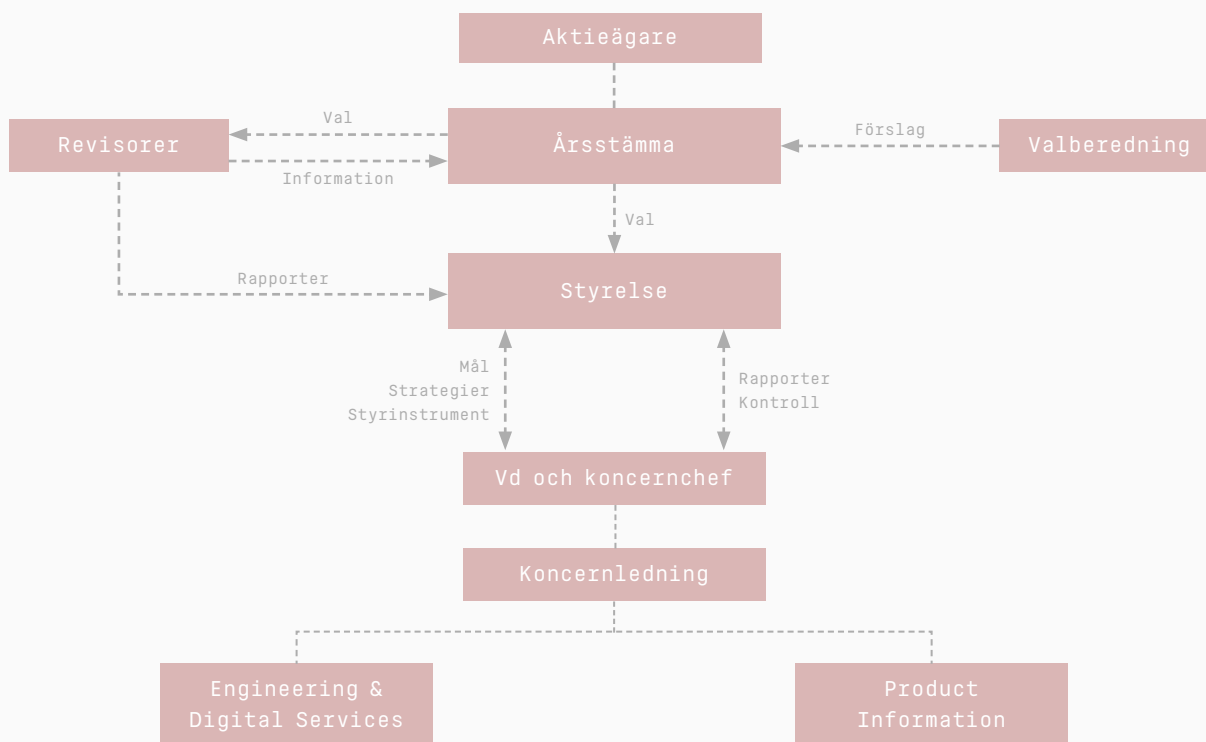 Aktieägare
Val
Årsstämma
Förslag
Revisorer
Valberedning
Information
Val
Rapporter
Styrelse
Mål
Strategier
Styrinstrument
Rapporter
Kontroll
Vd och koncernchef
Koncernledning
Engineering &
Digital Services
Product
Information